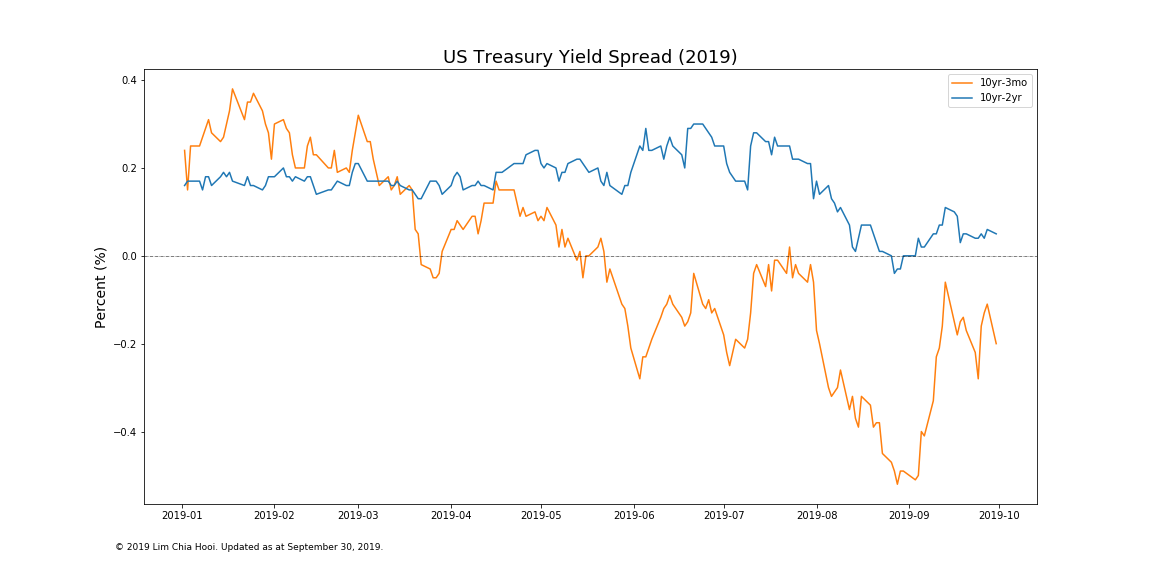 US Treasury Yield Spread (2019)
10yr-3mo
10yr-2yr
Percent (%)
0.4
0.2
0.0
−0.2
−0.4
2019-01 2019-02 2019-03 2019-04 2019-05 2019-06 2019-07 2019-08 2019-09 2019-10
© 2019 Lim Chia Hooi. Updated as at September 30, 2019.